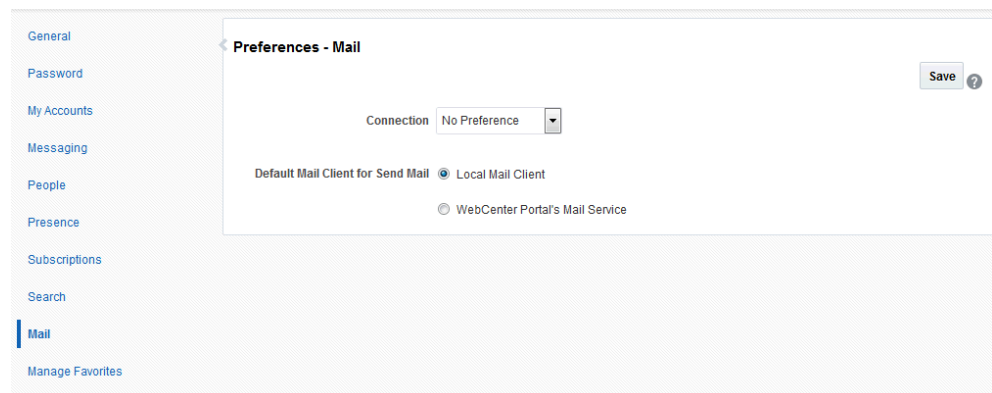 General
Password
My Accounts
Messaging
People
Presence
Subscriptions
Search
Mail
Manage Favorites
Preferences - Mail
Save
?
Connection No Preference
Default Mail Client for Send Mail Local Mail Client
WebCenter Portal's Mail Service